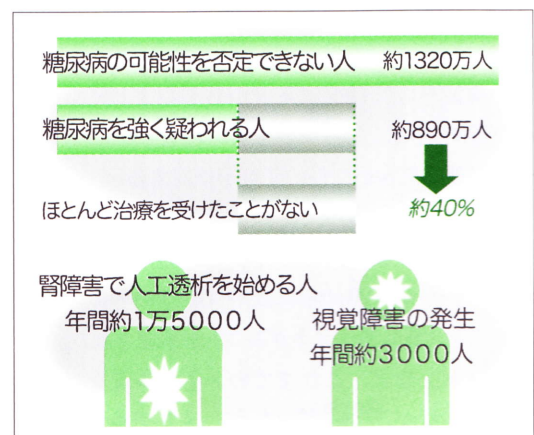 糖尿病の可能性を否定できない人 約1320万人
糖尿病を強く疑われる人 約890万人
ほとんど治療を受けたことがない 約40%
腎障害で人工透析を始める人
年間約1万5000人
視覚障害の発生
年間約3000人